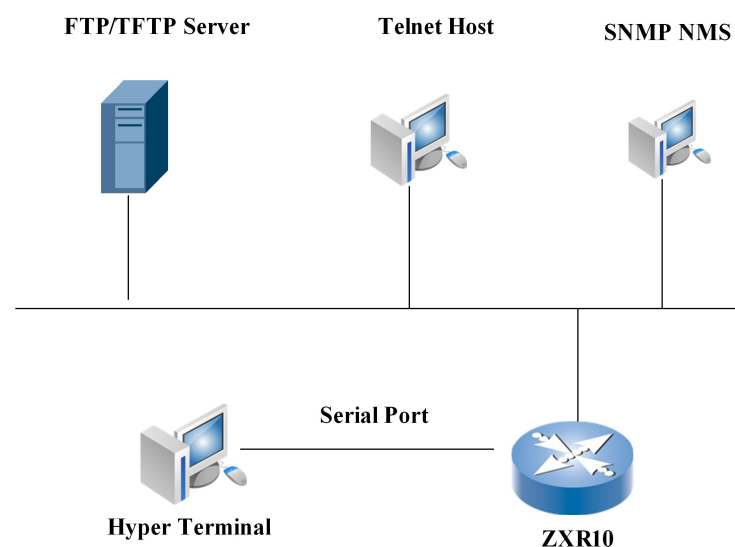 FTP/TFTP Server
Telnet Host
SNMP NMS
Serial Port
Hyper Terminal
ZXR10